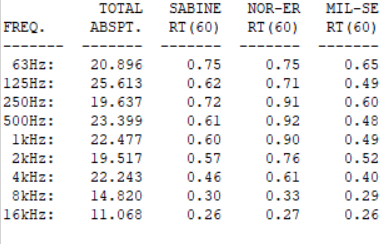 TOTAL   SABINE  NOR-ER  MIL-SE
FREQ.   ABSPT.  RT(60)  RT(60)  RT(60)
------- ------- ------- ------- -------
 63Hz:  20.896  0.75    0.75    0.65
125Hz:  25.613  0.62    0.71    0.49
250Hz:  19.637  0.72    0.91    0.60
500Hz:  23.399  0.61    0.92    0.48
 1kHz:  22.477  0.60    0.90    0.49
 2kHz:  19.517  0.57    0.76    0.52
 4kHz:  22.243  0.46    0.61    0.40
 8kHz:  14.820  0.30    0.33    0.29
16kHz:  11.068  0.26    0.27    0.26